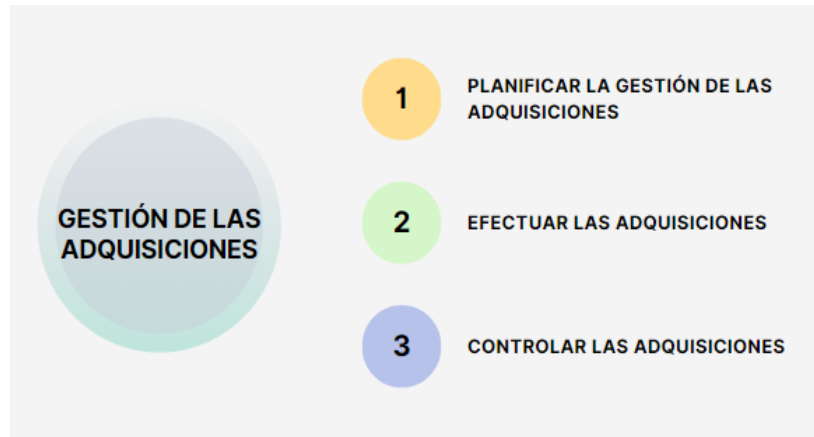 GESTIÓN DE LAS
ADQUISICIONES
1
PLANIFICAR LA GESTIÓN DE LAS
ADQUISICIONES
2
EFECTUAR LAS ADQUISICIONES
3
CONTROLAR LAS ADQUISICIONES